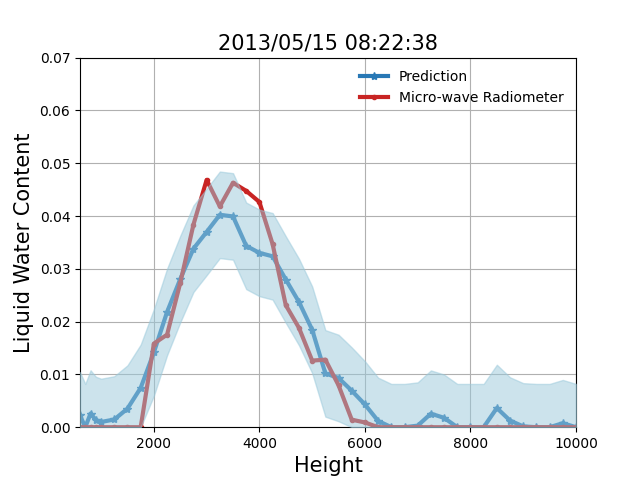 2013/05/15 08:22:38
0.07
0.06
0.05
0.04
0.03
0.02
0.01
0.00
Liquid Water Content
Prediction
Micro-wave Radiometer
2000 4000 6000 8000 10000
Height